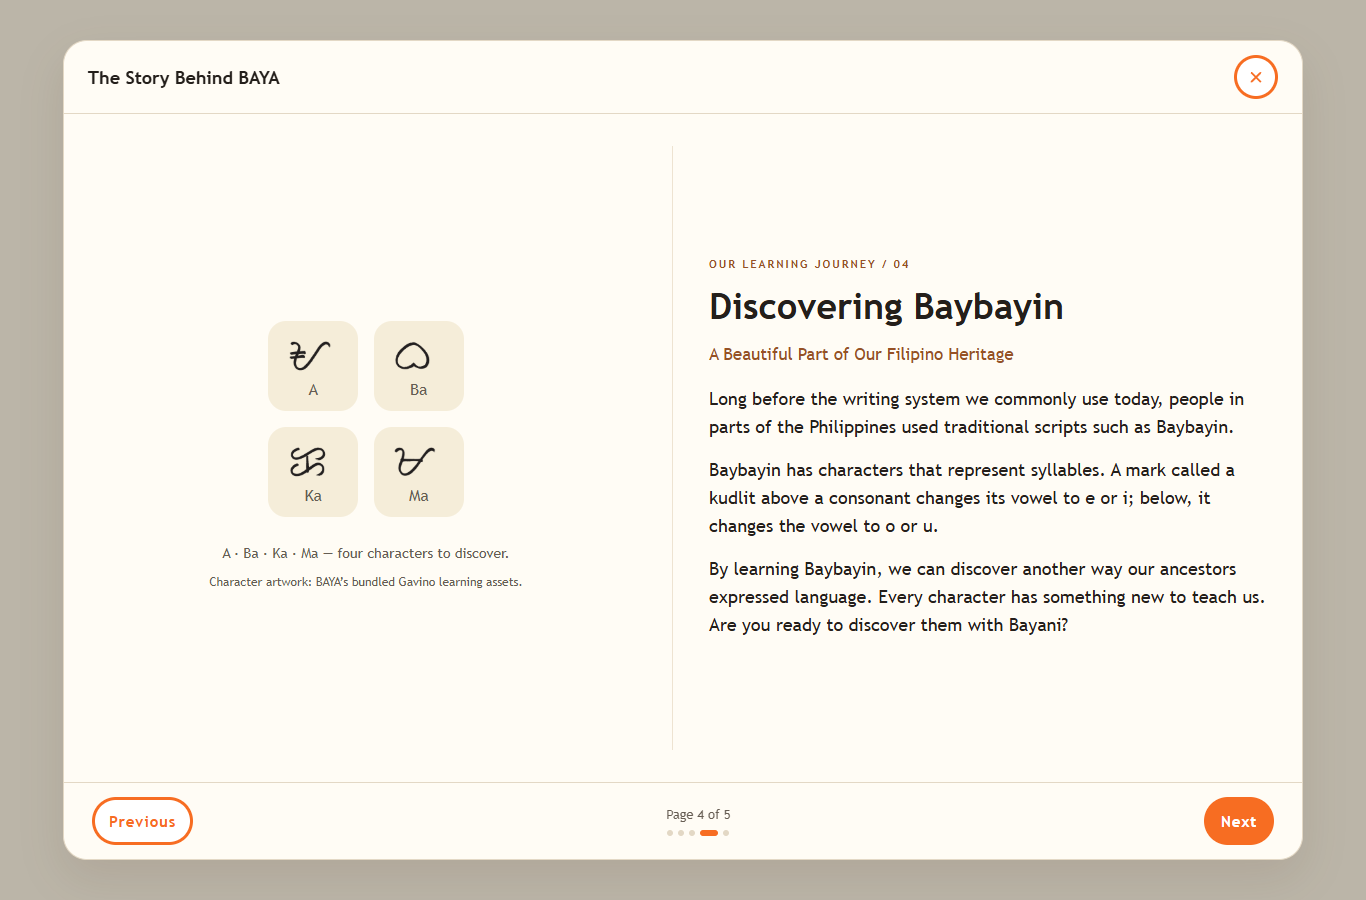 The Story Behind BAYA
ᜀ
A
ᜊ
Ba
ᜃ
Ka
ᜋ
Ma
A · Ba · Ka · Ma — four characters to discover.
Character artwork: BAYA's bundled Gavino learning assets.
OUR LEARNING JOURNEY / 04
Discovering Baybayin
A Beautiful Part of Our Filipino Heritage
Long before the writing system we commonly use today, people in
parts of the Philippines used traditional scripts such as Baybayin.
Baybayin has characters that represent syllables. A mark called a
kudlit above a consonant changes its vowel to e or i; below, it
changes the vowel to o or u.
By learning Baybayin, we can discover another way our ancestors
expressed language. Every character has something new to teach us.
Are you ready to discover them with Bayani?
Previous
Page 4 of 5
Next